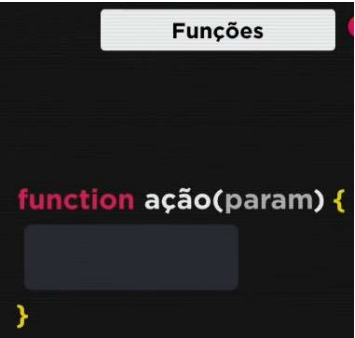 Funções
function ação(param) {
}